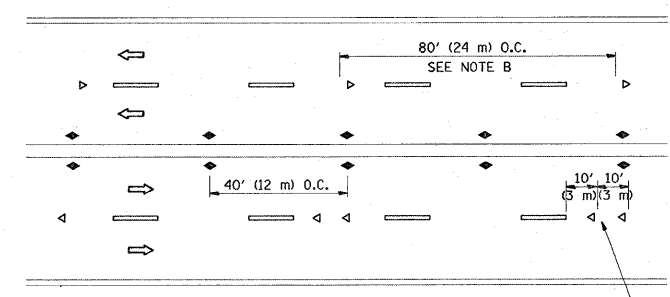 80' (24 m) O.C.
SEE NOTE B
40' (12 m) O.C.
10' 10'
(3 m) (3 m)